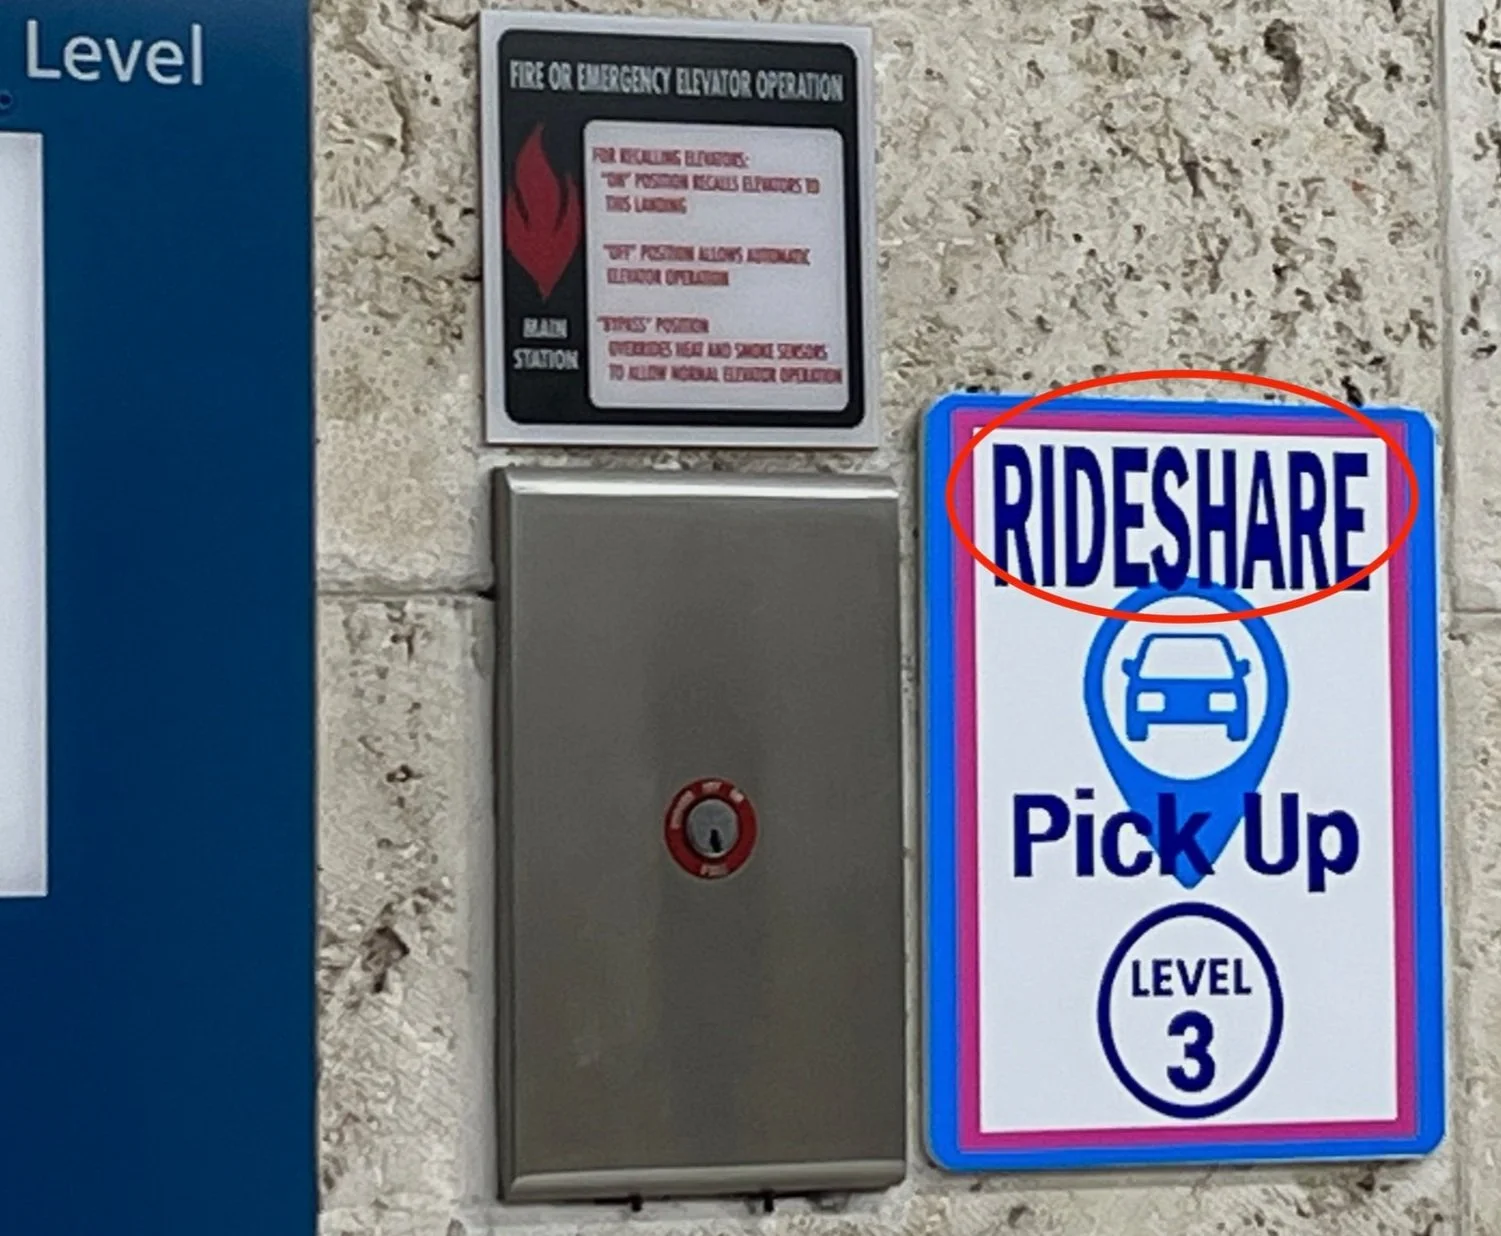 Level
FIRE OR EMERGENCY ELEVATOR OPERATION
FOR RECALLING ELEVATORS:
"ON" POSITION RECALLS ELEVATORS TO
THIS LANDING
"OFF" POSITION ALLOWS AUTOMATIC
ELEVATOR OPERATION
"BYPASS" POSITION
OVERRIDES HEAT AND SMOKE SENSORS
TO ALLOW NORMAL ELEVATOR OPERATION
MAIN
STATION
RIDESHARE
Pick Up
LEVEL
3